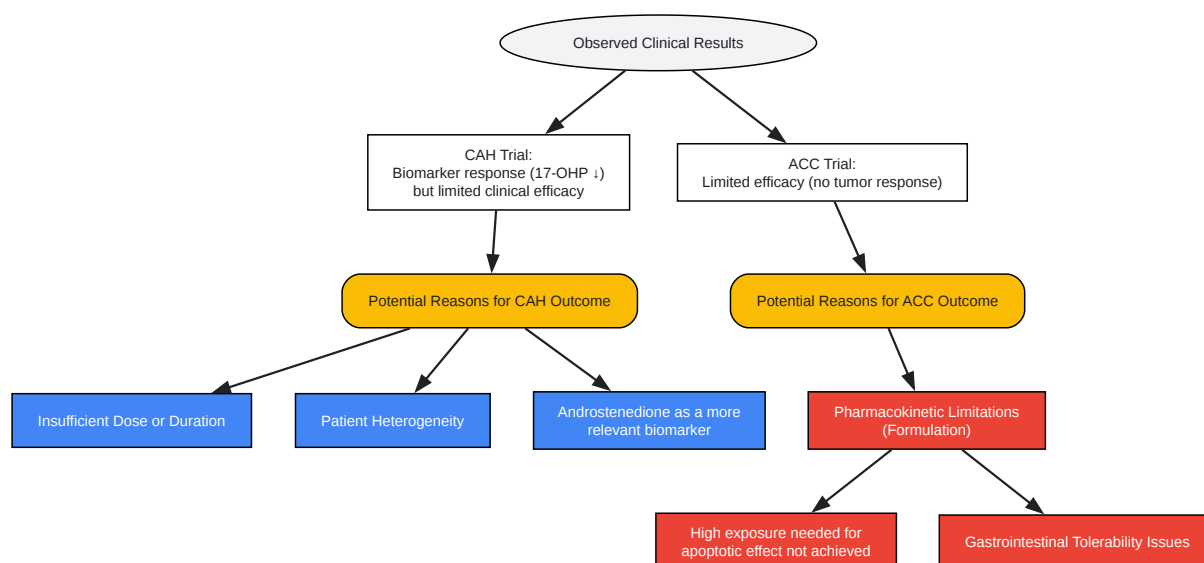 Observed Clinical Results
CAH Trial:
Biomarker response (17-OHP ↓)
but limited clinical efficacy
ACC Trial:
Limited efficacy (no tumor response)
Potential Reasons for CAH Outcome
Potential Reasons for ACC Outcome
Insufficient Dose or Duration
Patient Heterogeneity
Androstenedione as a more
relevant biomarker
Pharmacokinetic Limitations
(Formulation)
High exposure needed for
apoptotic effect not achieved
Gastrointestinal Tolerability Issues